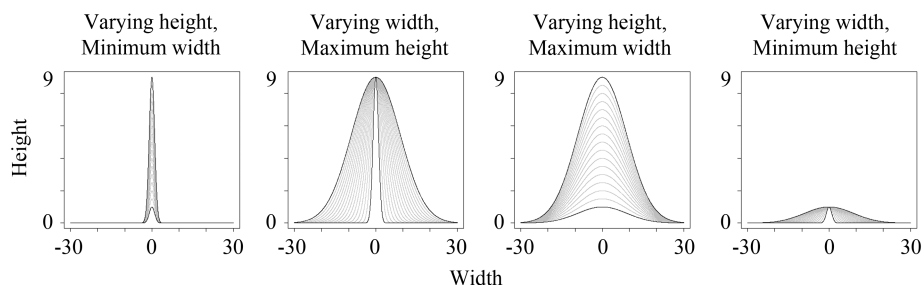 Varying height,
Minimum width
Varying width,
Maximum height
Varying height,
Maximum width
Varying width,
Minimum height
Height
9
0
-30 0 30
9
0
-30 0 30
9
0
-30 0 30
9
0
-30 0 30
Width